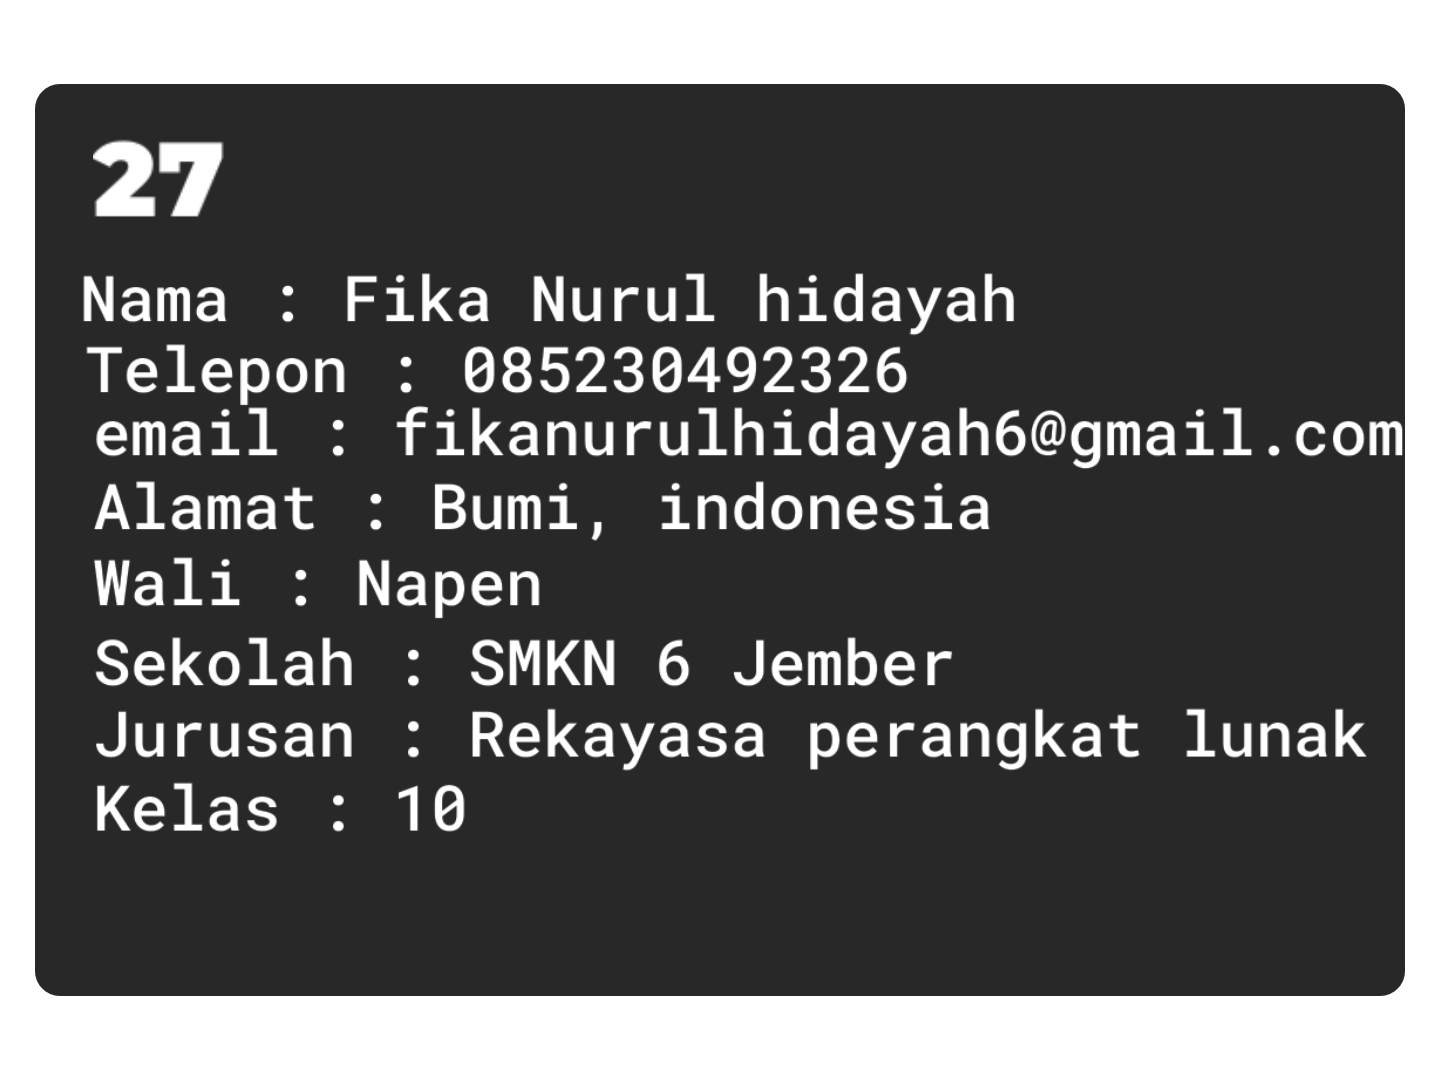 27
Nama : Fika Nurul hidayah
Telepon : 085230492326
email : fikanurulhidayah6@gmail.com
Alamat : Bumi, indonesia
Wali : Napen
Sekolah : SMKN 6 Jember
Jurusan : Rekayasa perangkat lunak
Kelas : 10